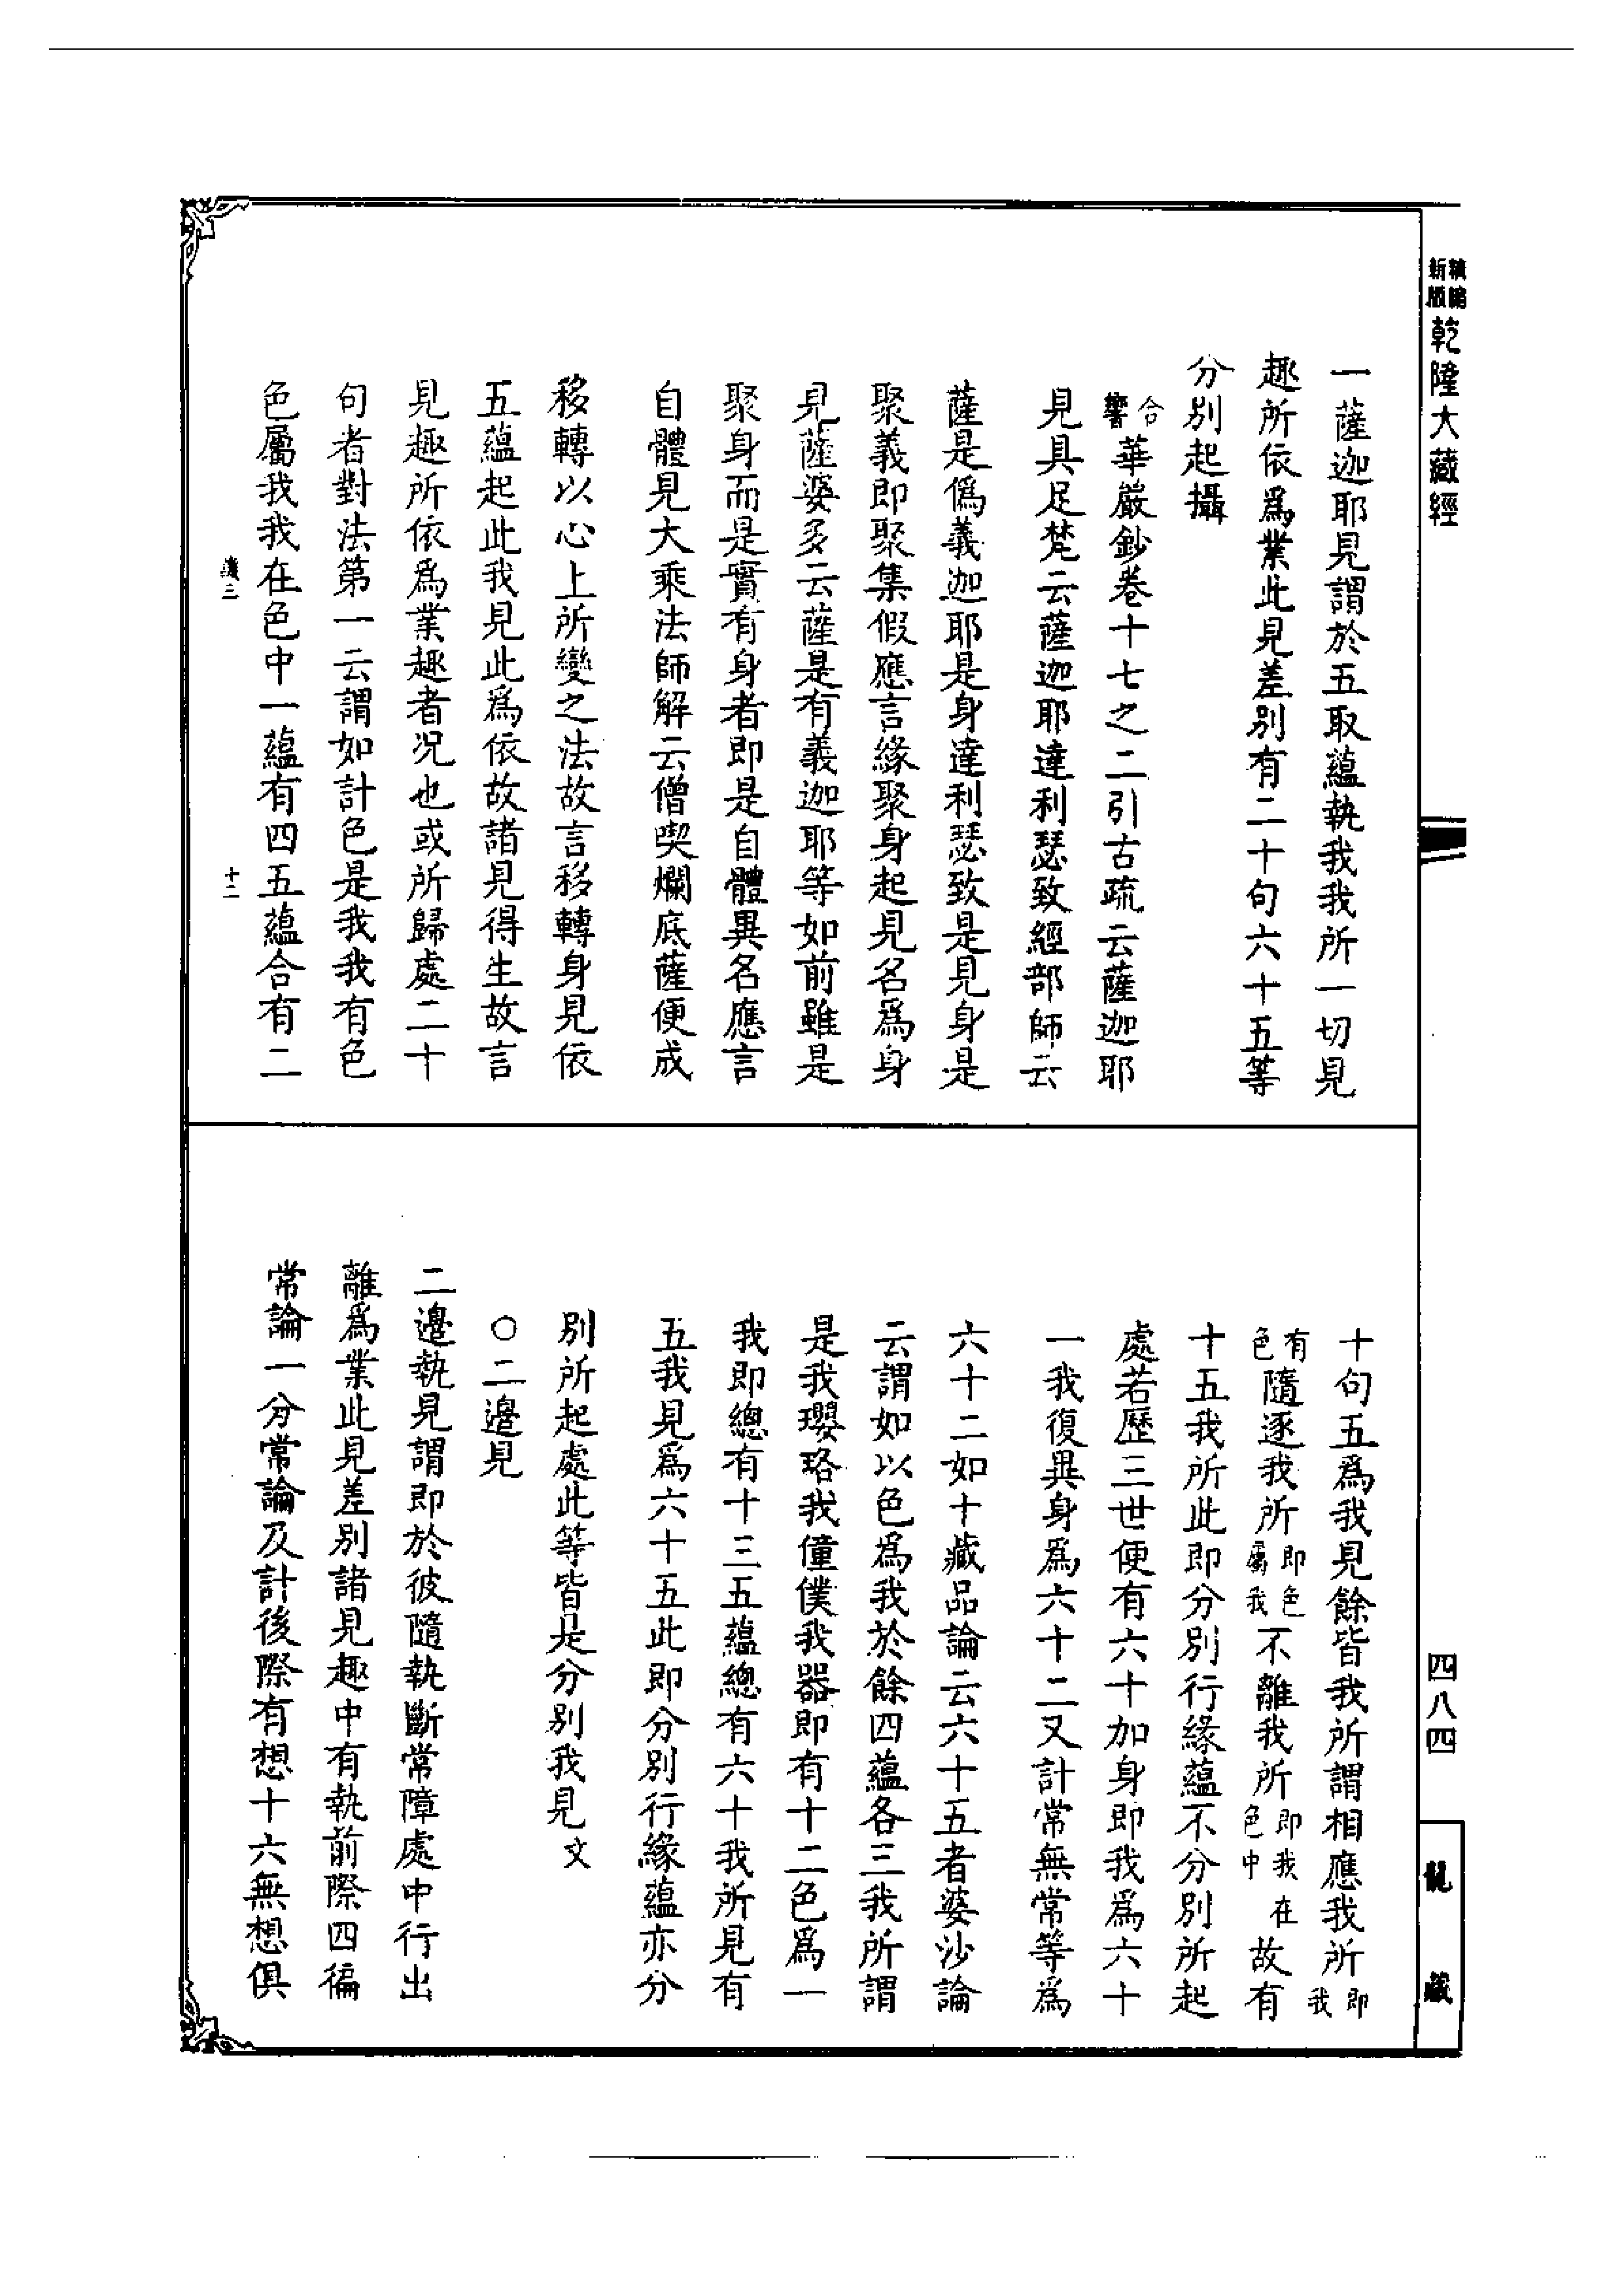 新版
精編
乾隆大藏經
一薩迦耶見謂於五取蘊執我我所一切見
趣所依爲業此見差別有二十句六十五等
分別起攝
合響華嚴鈔卷十七之二引古疏云薩迦耶
見具足梵云薩迦耶達利瑟致經部師云
薩是僞義迦耶是身達利瑟致是見身是
聚義即聚集假應言緣聚身起見名爲身
見薩婆多云薩是有義迦耶等如前雖是
聚身而是實有身者即是自體異名應言
自體見大乘法師解云僧喫爛底薩便成
移轉以心上所變之法故言移轉身見依
五蘊起此我見此爲依故諸見得生故言
見趣所依爲業趣者况也或所歸處二十
句者對法第一云謂如計色是我我有色
色屬我我在色中一蘊有四五蘊合有二
十二
十句五爲我見餘皆我所謂相應我所即我
有色隨逐我所即色屬我不離我所即我在色中故有
十五我所此即分別行緣蘊不分別所起
處若歷三世便有六十加身即我爲六十
一我復異身爲六十二又計常無常等爲
六十二如十藏品論云六十五者婆沙論
云謂如以色爲我於餘四蘊各三我所謂
是我瓔珞我僮僕我器即有十二色爲一
我即總有十三五蘊總有六十我所見有
五我見爲六十五此即分別行緣蘊亦分
別所起處此等皆是分別我見文
○二邊見
二邊執見謂即於彼隨執斷常障處中行出
離爲業此見差別諸見趣中有執前際四徧
常論一分常論及計後際有想十六無想俱
四八四
龍藏